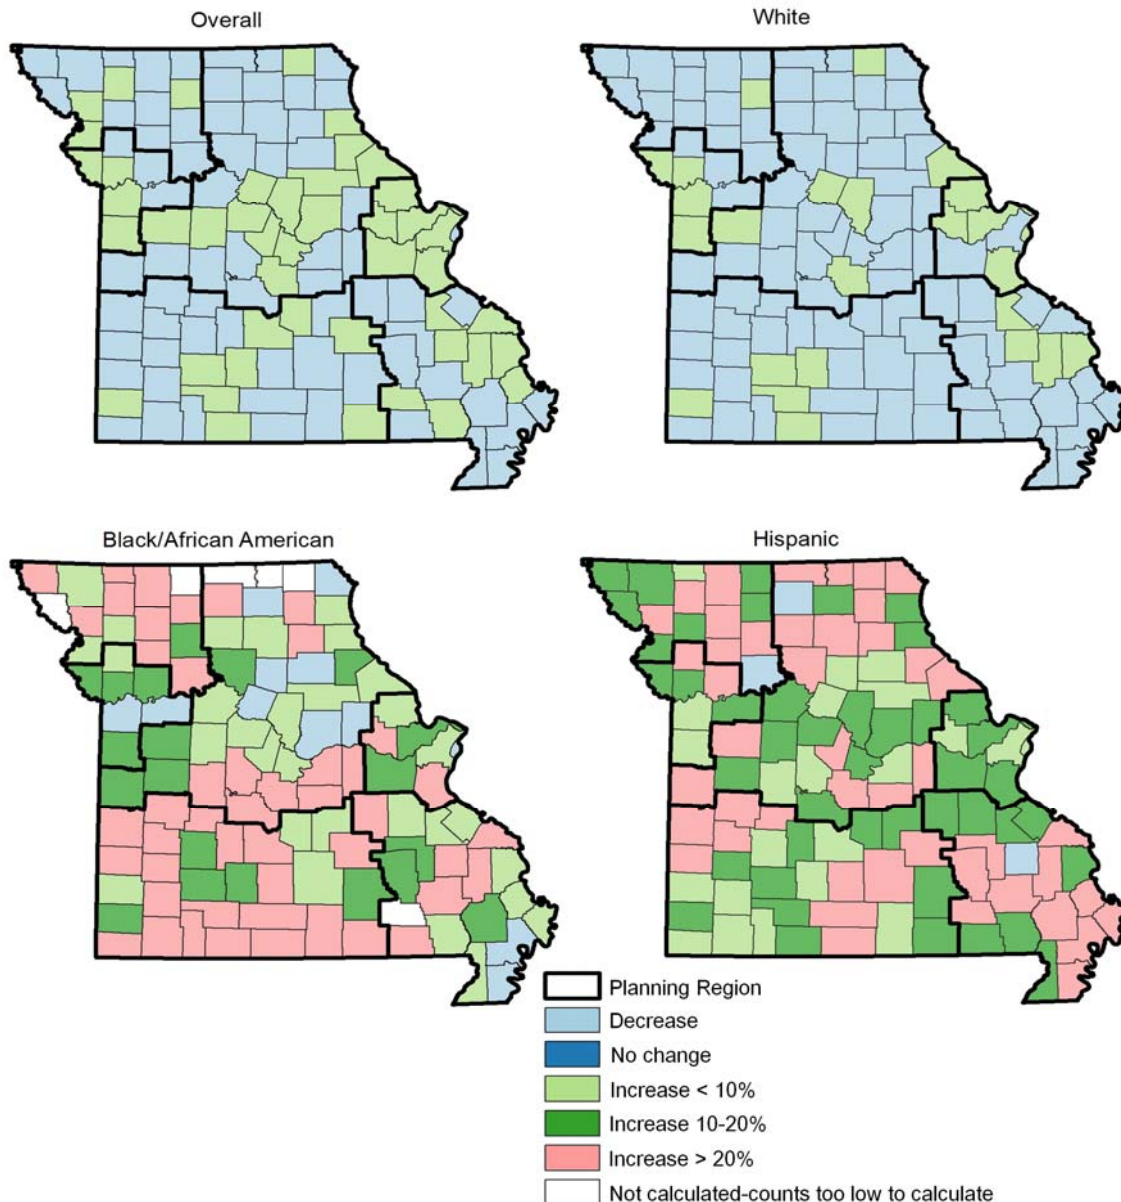 Overall
White
Black/African American
Hispanic
Planning Region
Decrease
No change
Increase < 10%
Increase 10-20%
Increase > 20%
Not calculated-counts too low to calculate